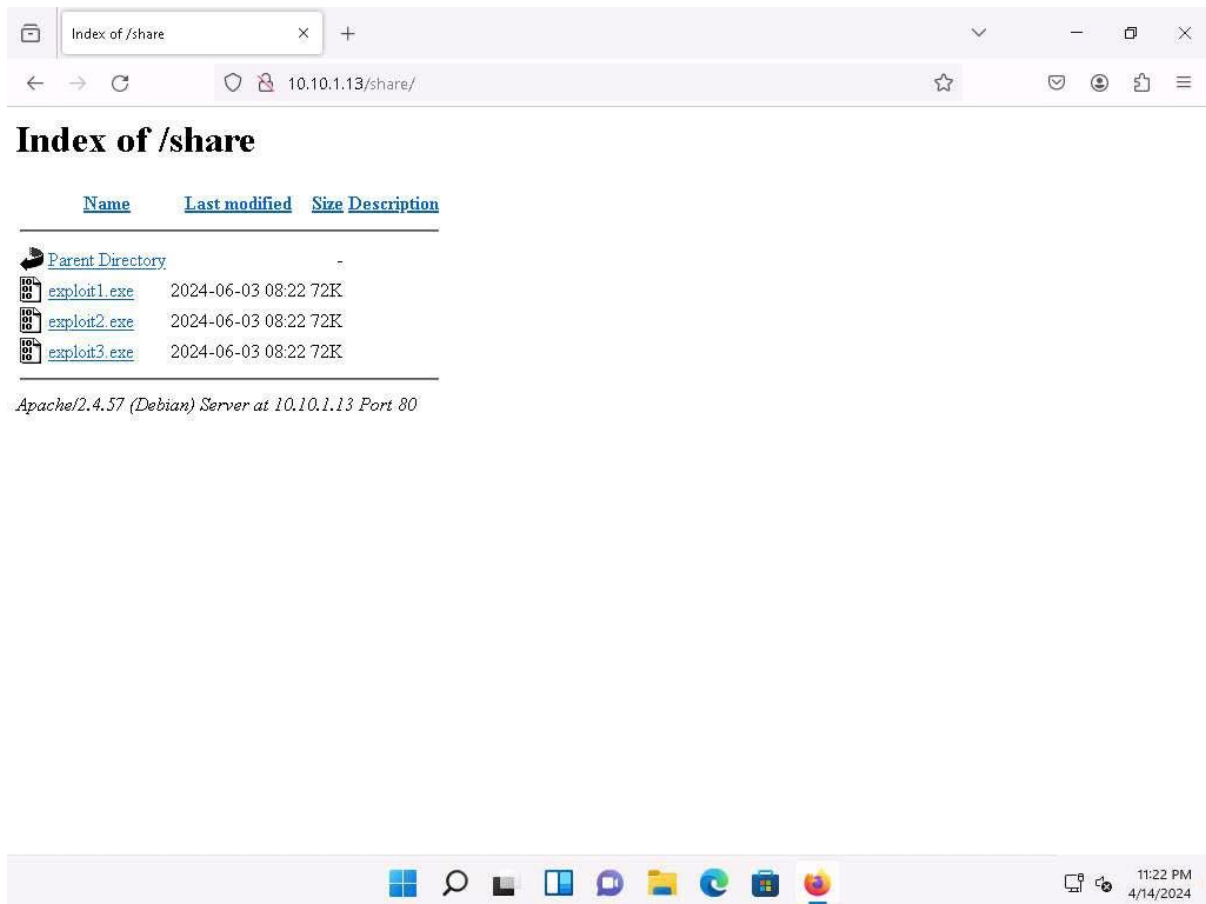 Index of /share
10.10.1.13/share/
Index of /share
Name Last modified Size Description
Parent Directory -
exploit1.exe 2024-06-03 08:22 72K
exploit2.exe 2024-06-03 08:22 72K
exploit3.exe 2024-06-03 08:22 72K
Apache/2.4.57 (Debian) Server at 10.10.1.13 Port 80
11:22 PM
4/14/2024